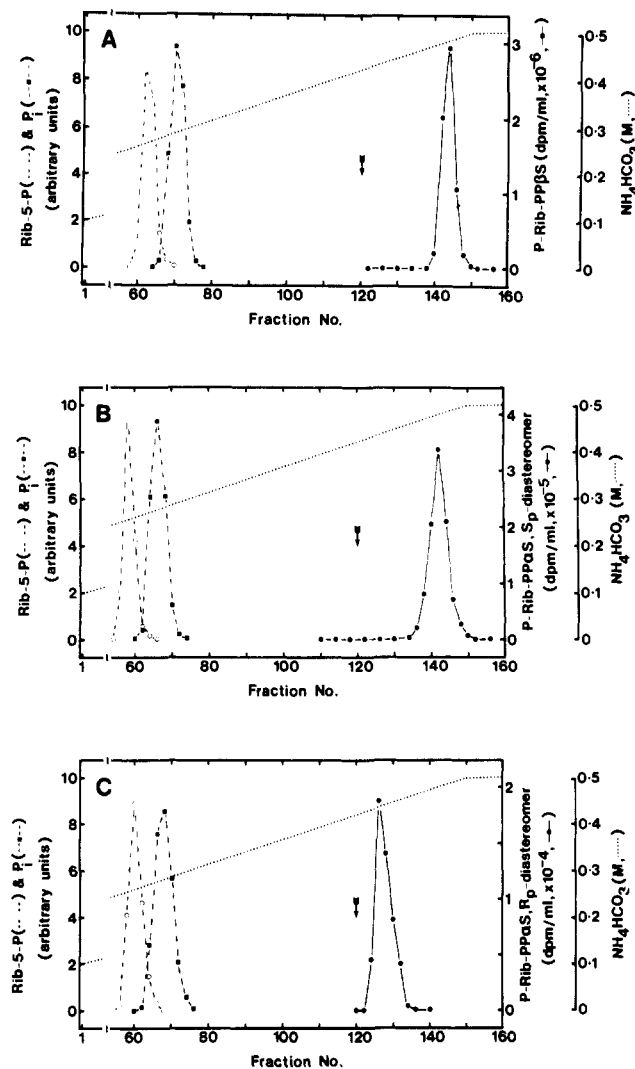 A
Rib-5-P(----) & Pi(--■--)
(arbitrary units)
10
8
6
4
2
0
3
2
1
0
P-Rib-PPβS (dpm/ml,x10-6,-■-)
0·5
0·4
0·3
0·2
0·1
0
NH4HCO3(M,......)
1 60 80 100 120 140 160
Fraction No.
B
Rib-5-P(----) & Pi(--■--)
(arbitrary units)
10
8
6
4
2
0
4
3
2
1
0
P-Rib-PPαS, Sp-diastereomer
(dpm/ml,x10-5,-●-)
0·5
0·4
0·3
0·2
0·1
0
NH4HCO3 (M,......)
1 60 80 100 120 140 160
Fraction No.
C
Rib-5-P(----) & Pi(--■--)
(arbitrary units)
10
8
6
4
2
0
2
1
0
P-Rib-PPαS, Rp-diastereomer
(dpm/ml,x10-4,-●-)
0·5
0·4
0·3
0·2
0·1
0
NH4HCO3(M,......)
1 60 80 100 120 140 160
Fraction No.